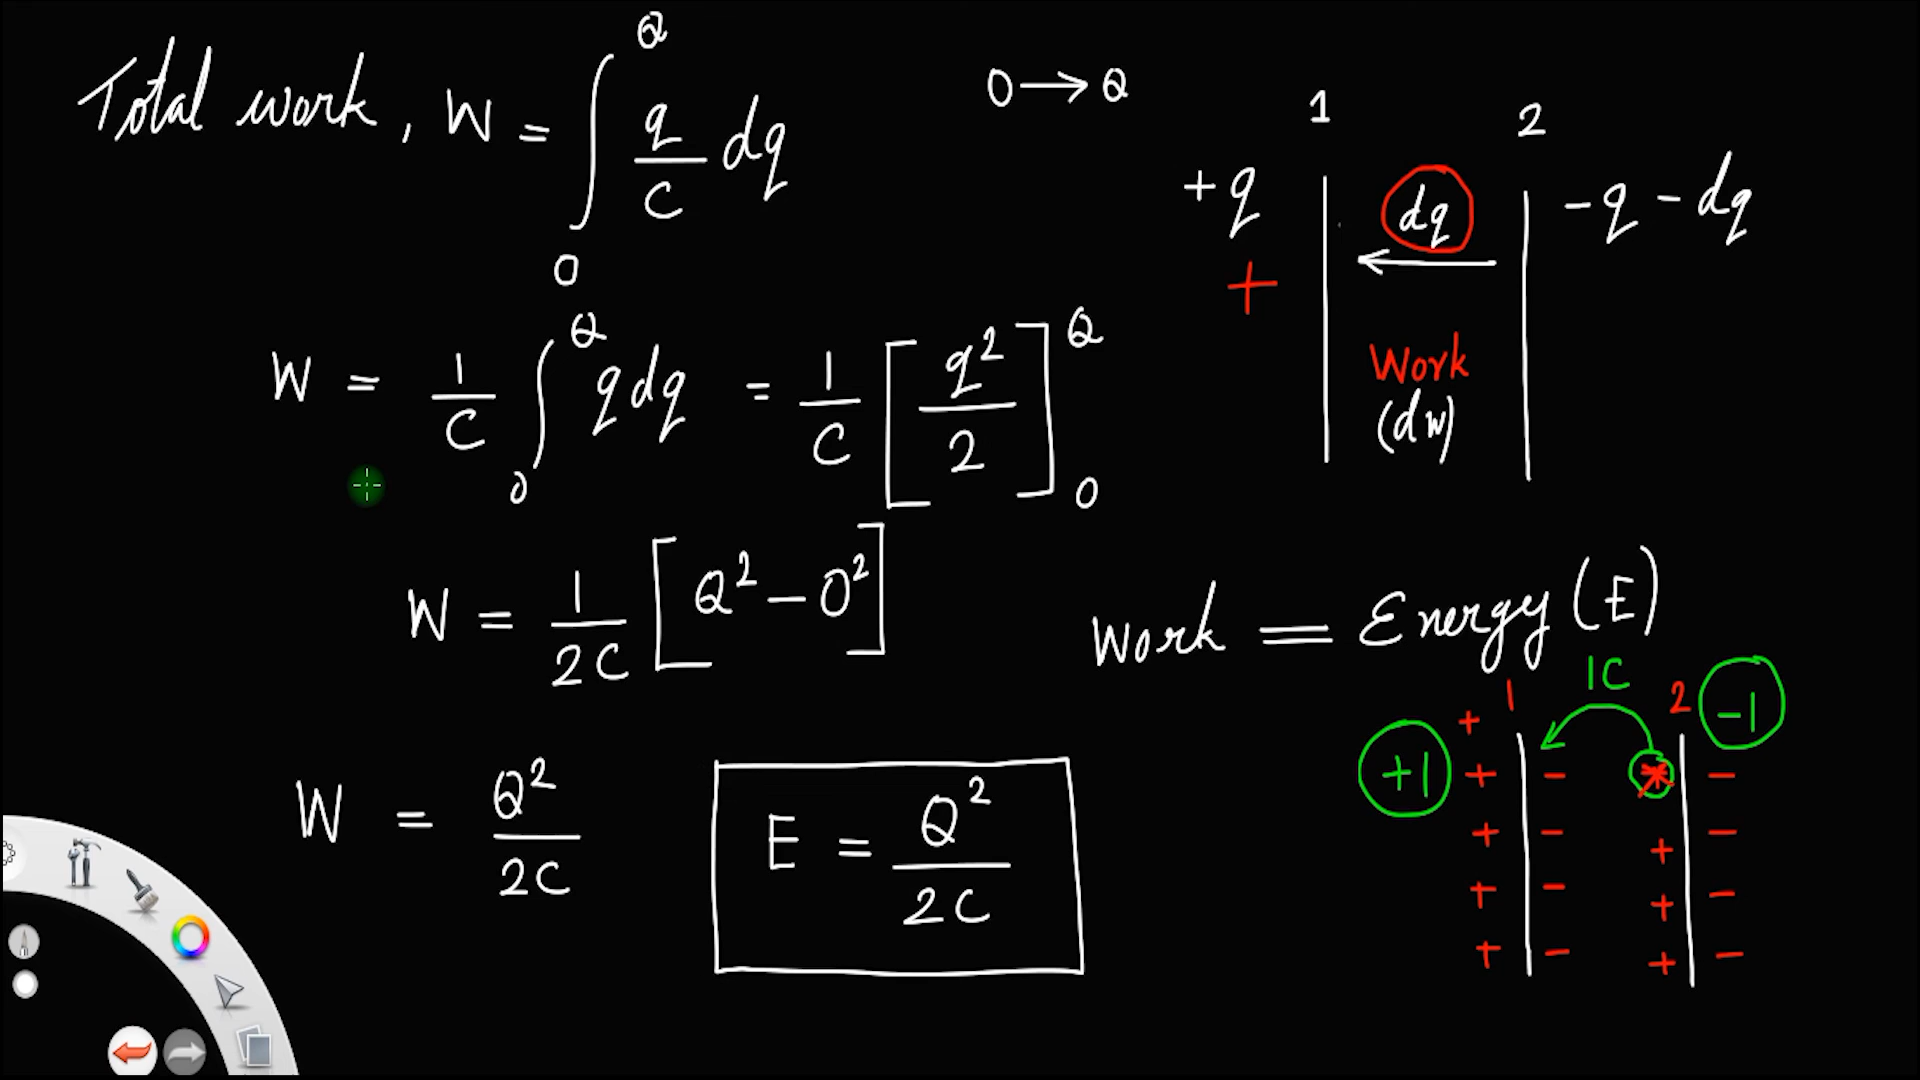 Total work, W = ∫₀^Q q/C dq
0 → Q
1 2
+q dq -q - dq
+
Work
(dw)
W = 1/C ∫₀^Q q dq = 1/C [q²/2]₀^Q
W = 1/2C [Q² - 0²]
Work = Energy (E)
W = Q²/2C
E = Q²/2C
1C
1 2 -1
+
+1 + - -
+ - + -
+ - + -
+ - + -